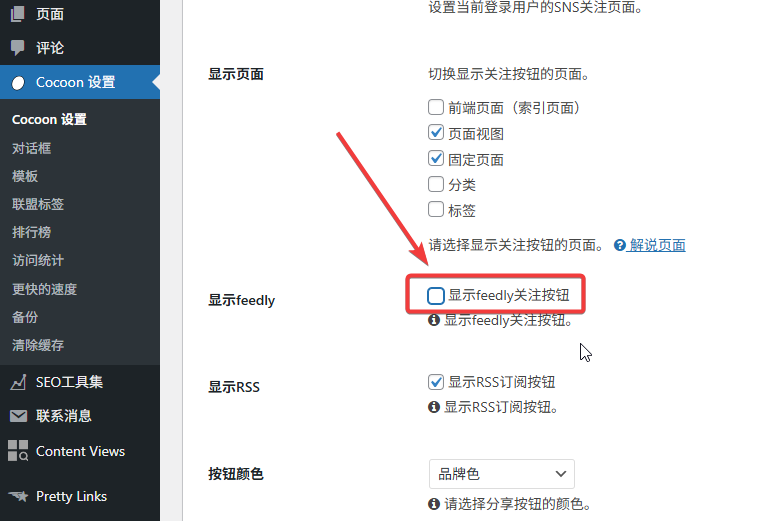 页面
评论
Cocoon 设置
Cocoon 设置
对话框
模板
联盟标签
排行榜
访问统计
更快的速度
备份
清除缓存
SEO工具集
联系消息
Content Views
Pretty Links
设置当前登录用户的SNS关注页面。
显示页面
切换显示关注按钮的页面。
前端页面（索引页面）
页面视图
固定页面
分类
标签
请选择显示关注按钮的页面。 解说页面
显示feedly
显示feedly关注按钮
显示feedly关注按钮。
显示RSS
显示RSS订阅按钮
显示RSS订阅按钮。
按钮颜色
品牌色
请选择分享按钮的颜色。